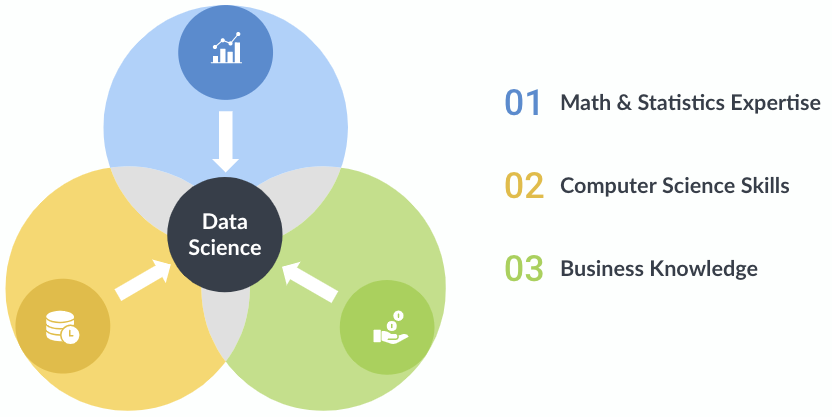 Data
Science
01 Math & Statistics Expertise
02 Computer Science Skills
03 Business Knowledge